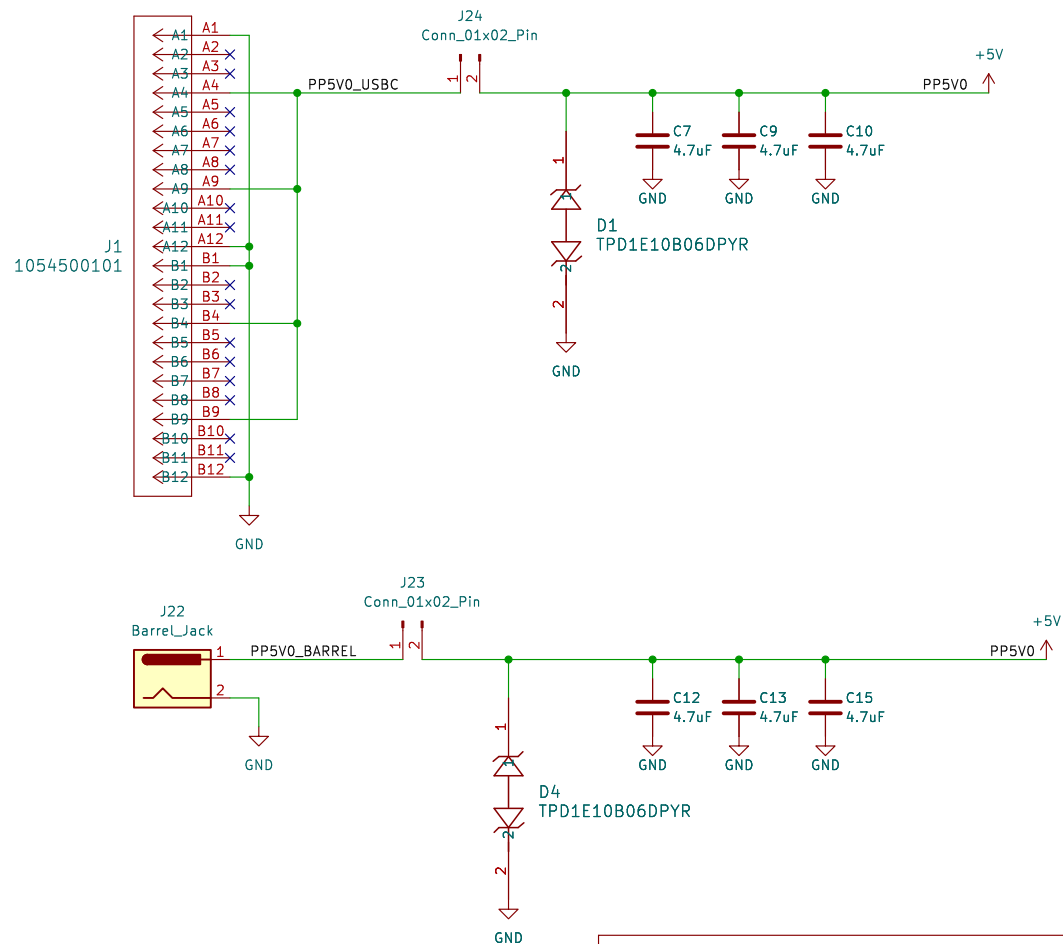 J24
Conn_01x02_Pin
+5V
PP5V0_USBC
1
2
PP5V0
A1 A1
A2 A2
A3 A3
A4 A4
A5 A5
A6 A6
A7 A7
A8 A8
A9 A9
A10 A10
A11 A11
A12 A12
B1 B1
B2 B2
B3 B3
B4 B4
B5 B5
B6 B6
B7 B7
B8 B8
B9 B9
B10 B10
B11 B11
B12 B12
J1
1054500101
GND
C7
4.7uF
GND
C9
4.7uF
GND
C10
4.7uF
GND
1
1
D1
TPD1E10B06DPYR
2
2
GND
J23
Conn_01x02_Pin
J22
Barrel_Jack
1
2
PP5V0_BARREL
1
2
GND
+5V
PP5V0
C12
4.7uF
GND
C13
4.7uF
GND
C15
4.7uF
GND
1
1
D4
TPD1E10B06DPYR
2
2
GND